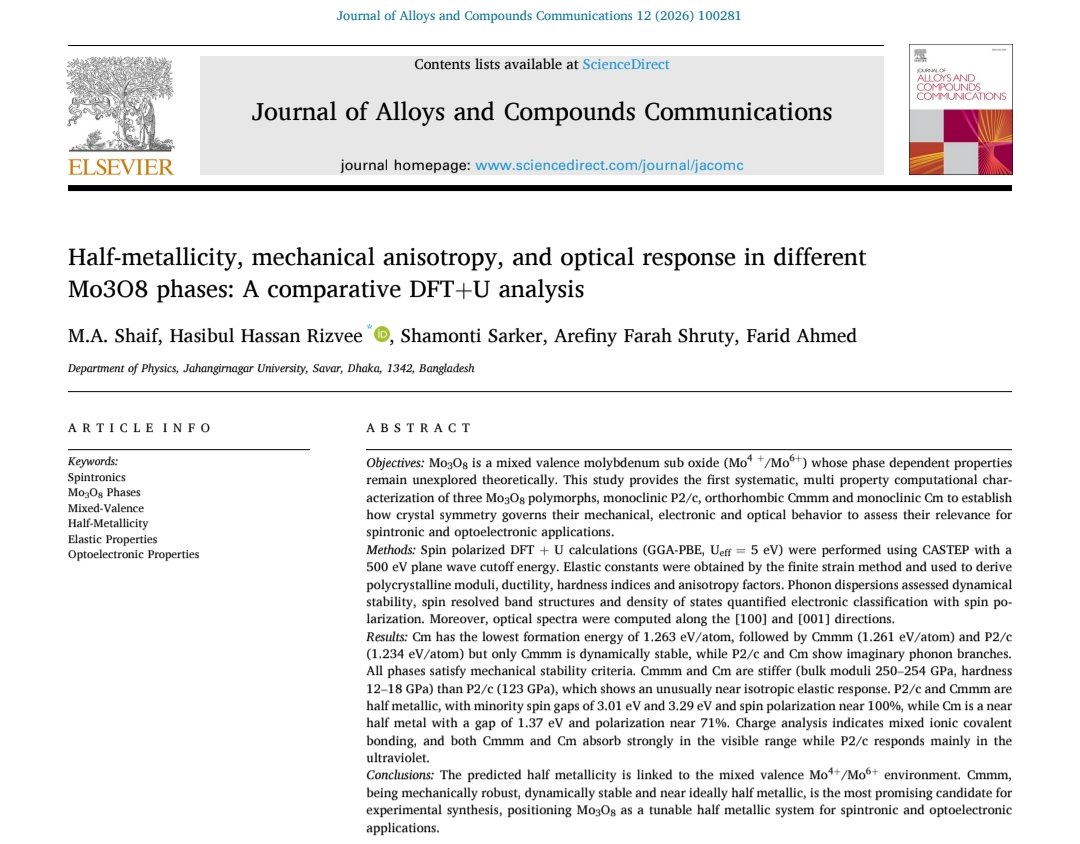 Journal of Alloys and Compounds Communications 12 (2026) 100281
Contents lists available at ScienceDirect
Journal of Alloys and Compounds Communications
journal homepage: www.sciencedirect.com/journal/jacomc
ELSEVIER
JOURNAL OF
ALLOYS AND
COMPOUNDS
COMMUNICATIONS
Half-metallicity, mechanical anisotropy, and optical response in different
Mo3O8 phases: A comparative DFT+U analysis
M.A. Shaif, Hasibul Hassan Rizvee *, Shamonti Sarker, Arefiny Farah Shruty, Farid Ahmed
Department of Physics, Jahangirnagar University, Savar, Dhaka, 1342, Bangladesh
ARTICLE INFO
Keywords:
Spintronics
Mo₃O₈ Phases
Mixed-Valence
Half-Metallicity
Elastic Properties
Optoelectronic Properties
ABSTRACT
Objectives: Mo₃O₈ is a mixed valence molybdenum sub oxide (Mo⁴ ⁺/Mo⁶⁺) whose phase dependent properties
remain unexplored theoretically. This study provides the first systematic, multi property computational char-
acterization of three Mo₃O₈ polymorphs, monoclinic P2/c, orthorhombic Cmmm and monoclinic Cm to establish
how crystal symmetry governs their mechanical, electronic and optical behavior to assess their relevance for
spintronic and optoelectronic applications.
Methods: Spin polarized DFT + U calculations (GGA-PBE, Ueff = 5 eV) were performed using CASTEP with a
500 eV plane wave cutoff energy. Elastic constants were obtained by the finite strain method and used to derive
polycrystalline moduli, ductility, hardness indices and anisotropy factors. Phonon dispersions assessed dynamical
stability, spin resolved band structures and density of states quantified electronic classification with spin po-
larization. Moreover, optical spectra were computed along the [100] and [001] directions.
Results: Cm has the lowest formation energy of 1.263 eV/atom, followed by Cmmm (1.261 eV/atom) and P2/c
(1.234 eV/atom) but only Cmmm is dynamically stable, while P2/c and Cm show imaginary phonon branches.
All phases satisfy mechanical stability criteria. Cmmm and Cm are stiffer (bulk moduli 250–254 GPa, hardness
12–18 GPa) than P2/c (123 GPa), which shows an unusually near isotropic elastic response. P2/c and Cmmm are
half metallic, with minority spin gaps of 3.01 eV and 3.29 eV and spin polarization near 100%, while Cm is a near
half metal with a gap of 1.37 eV and polarization near 71%. Charge analysis indicates mixed ionic covalent
bonding, and both Cmmm and Cm absorb strongly in the visible range while P2/c responds mainly in the
ultraviolet.
Conclusions: The predicted half metallicity is linked to the mixed valence Mo⁴⁺/Mo⁶⁺ environment. Cmmm,
being mechanically robust, dynamically stable and near ideally half metallic, is the most promising candidate for
experimental synthesis, positioning Mo₃O₈ as a tunable half metallic system for spintronic and optoelectronic
applications.